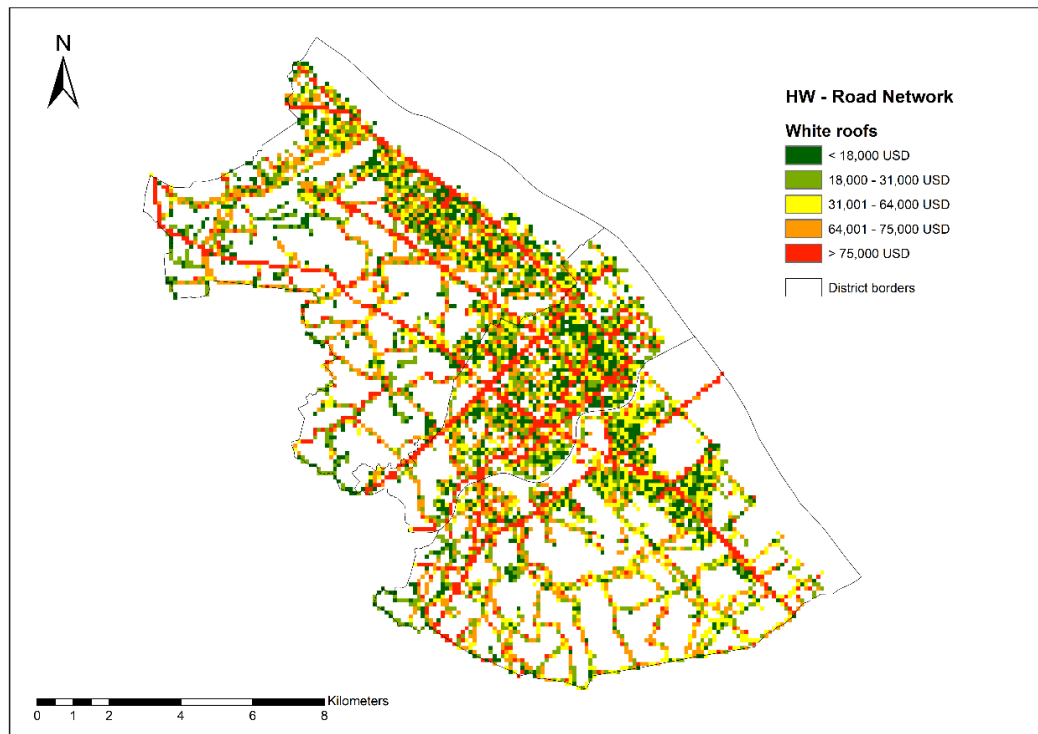 N
HW - Road Network
White roofs
< 18,000 USD
18,000 - 31,000 USD
31,001 - 64,000 USD
64,001 - 75,000 USD
> 75,000 USD
District borders
Kilometers
0 1 2 4 6 8